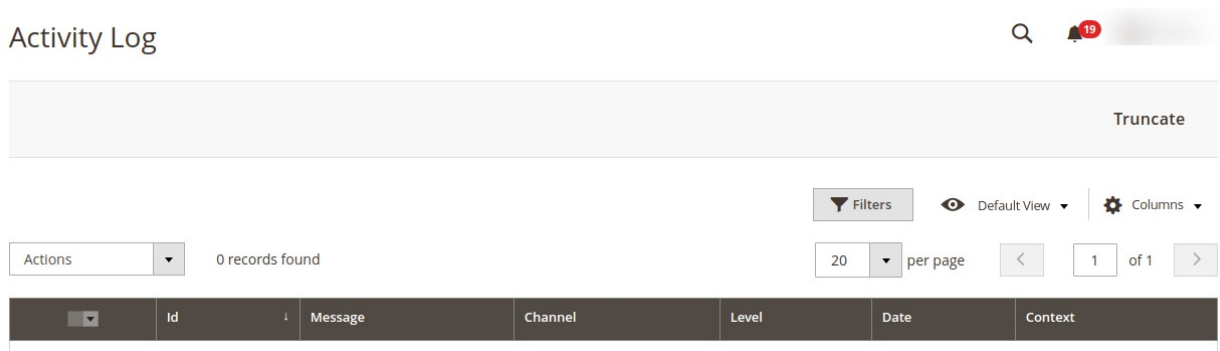 Activity Log
19
Truncate
Filters Default View Columns
Actions 0 records found 20 per page 1 of 1
Id ↓ Message Channel Level Date Context